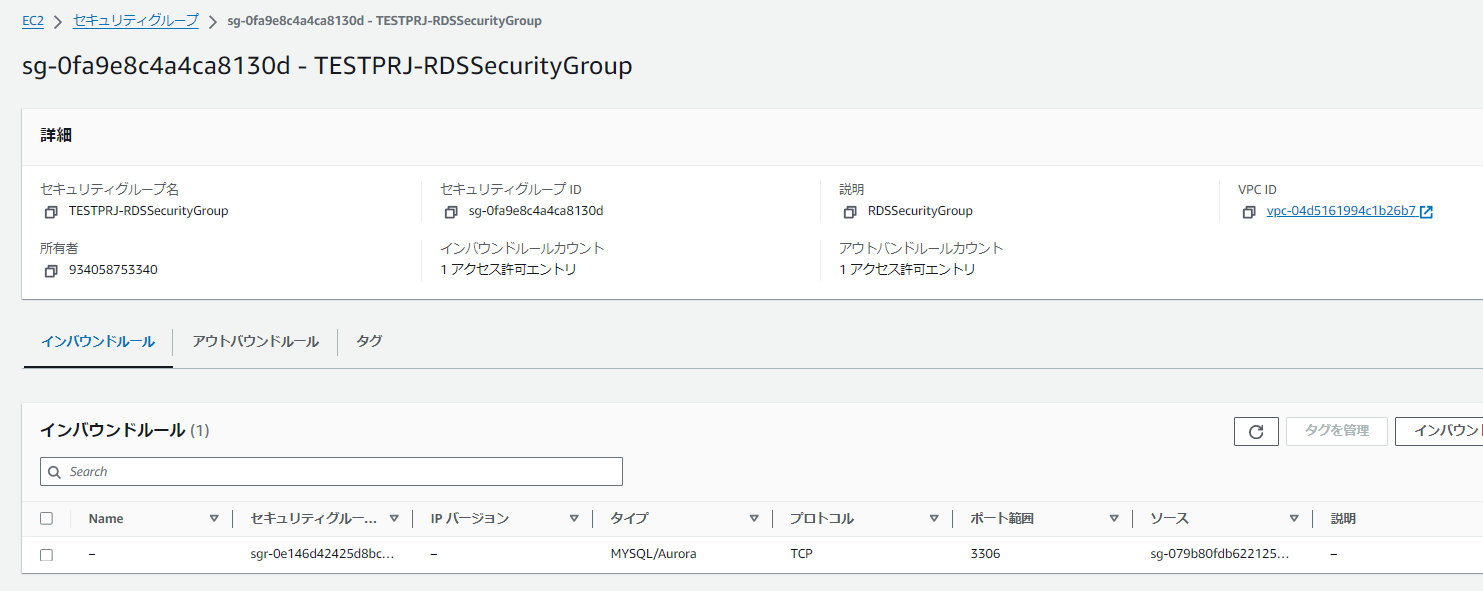 EC2 > セキュリティグループ > sg-0fa9e8c4a4ca8130d - TESTPRJ-RDSSecurityGroup
sg-0fa9e8c4a4ca8130d - TESTPRJ-RDSSecurityGroup
詳細
セキュリティグループ名 セキュリティグループ ID 説明 VPC ID
TESTPRJ-RDSSecurityGroup sg-0fa9e8c4a4ca8130d RDSSecurityGroup vpc-04d5161994c1b26b7
所有者 インバウンドルールカウント アウトバンドルールカウント
934058753340 1 アクセス許可エントリ 1 アクセス許可エントリ
インバウンドルール アウトバウンドルール タグ
インバウンドルール (1) タグを管理 インバウンド
Search
Name セキュリティグルー... IP バージョン タイプ プロトコル ポート範囲 ソース 説明
– sgr-0e146d42425d8bc... – MYSQL/Aurora TCP 3306 sg-079b80fdb622125... –